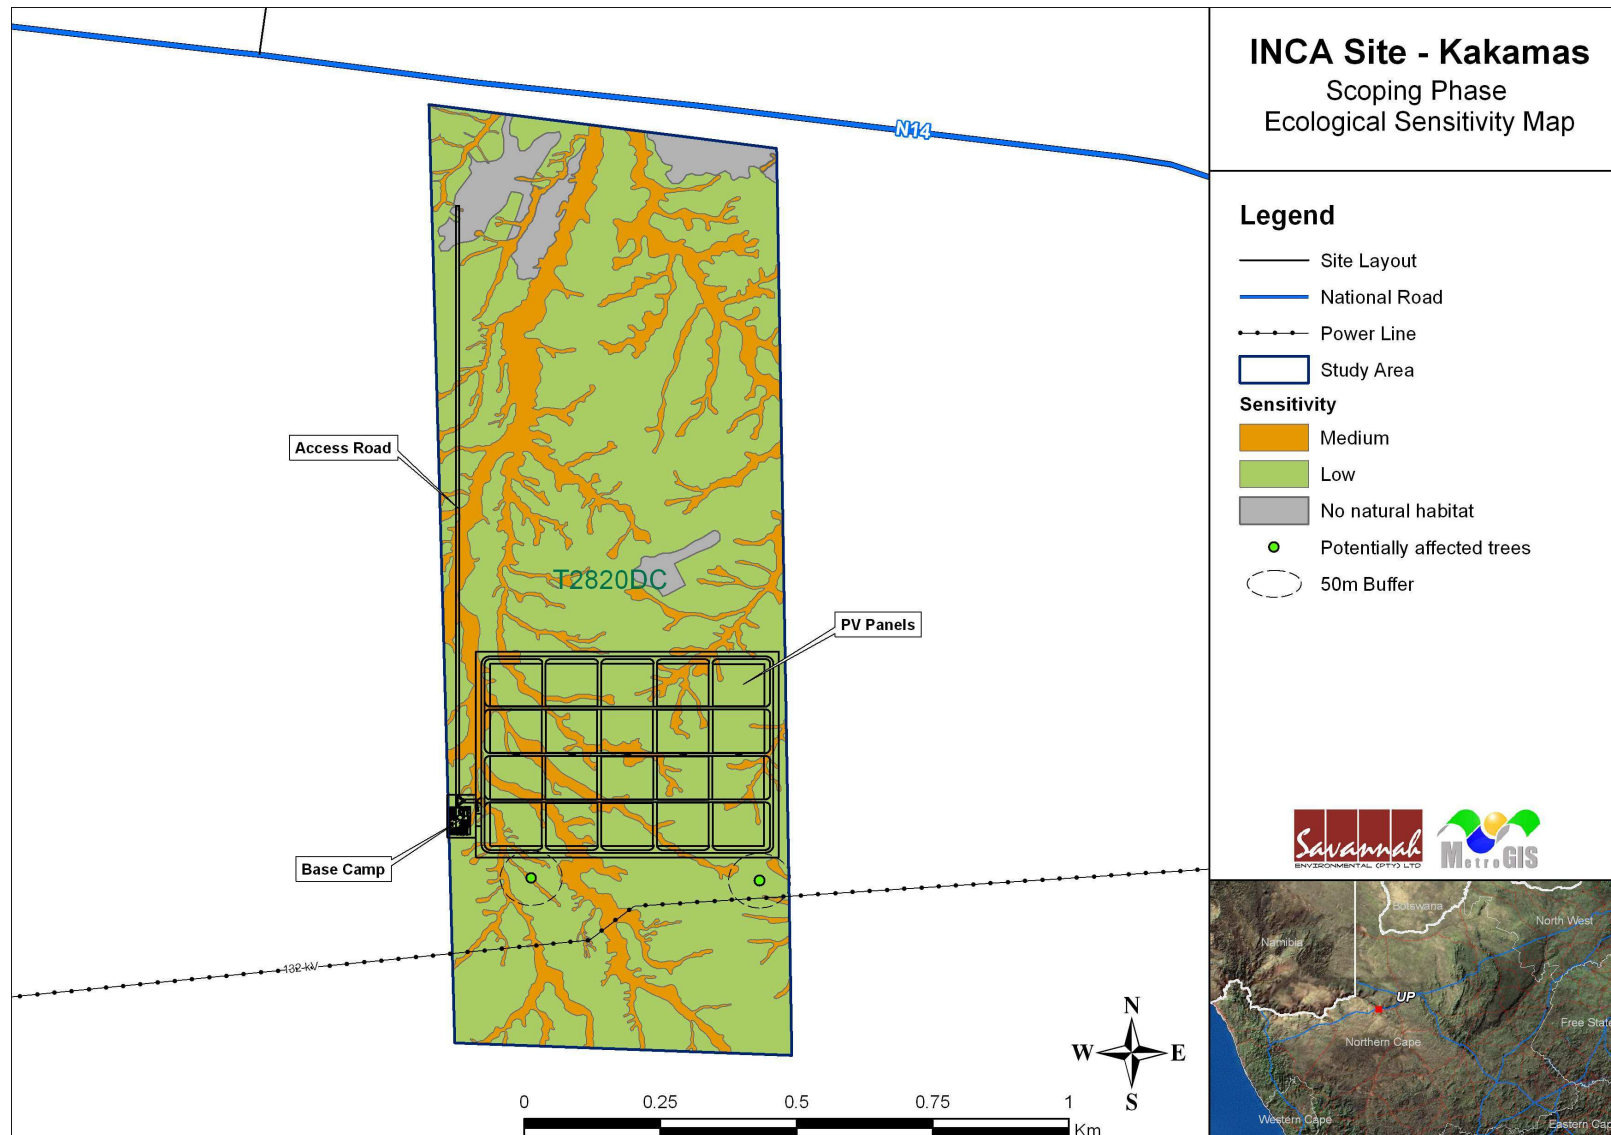 INCA Site - Kakamas
Scoping Phase
Ecological Sensitivity Map
N14
Legend
Site Layout
National Road
Power Line
Study Area
Sensitivity
Medium
Low
No natural habitat
Potentially affected trees
50m Buffer
Access Road
T2820DC
PV Panels
Base Camp
132 kV
Savannah
ENVIRONMENTAL (PTY) LTD
MetroGIS
Botswana
North West
Namibia
UP
Free State
Northern Cape
Western Cape
Eastern Cap
N
W E
S
0 0.25 0.5 0.75 1
Km